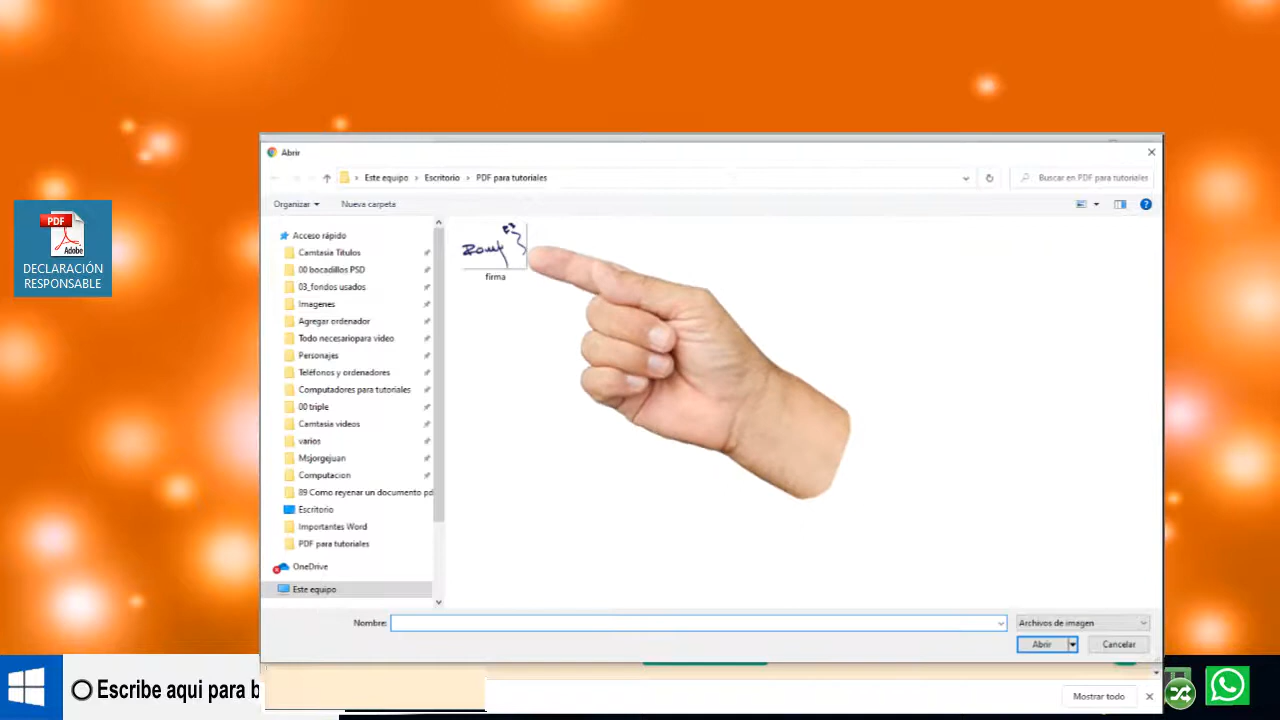 Abrir
Este equipo › Escritorio › PDF para tutoriales
Buscar en PDF para tutoriales
Organizar
Nueva carpeta
PDF
Adobe
DECLARACIÓN
RESPONSABLE
Acceso rápido
Camtasia Titulos
00 bocadillos PSD
03_fondos usados
Imagenes
Agregar ordenador
Todo necesariopara video
Personajes
Teléfonos y ordenadores
Computadores para tutoriales
00 triple
Camtasia videos
varios
Msjorgejuan
Computacion
89 Como reyenar un documento pd
Escritorio
Importantes Word
PDF para tutoriales
OneDrive
Este equipo
firma
Nombre:
Archivos de imagen
Abrir
Cancelar
Escribe aqui para b
Mostrar todo